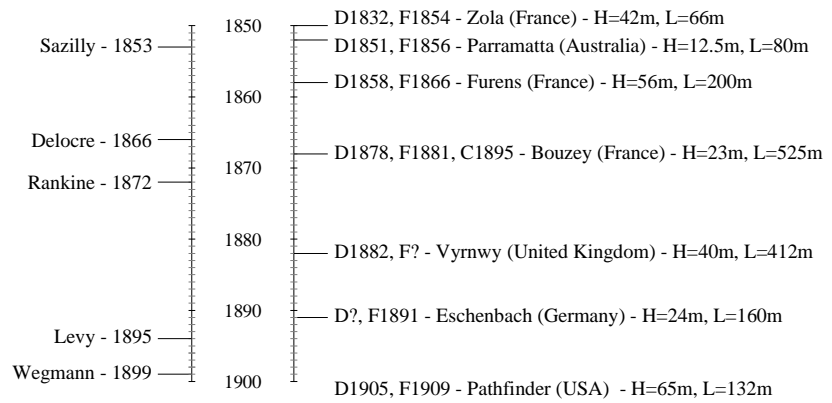 1850
D1832, F1854 - Zola (France) - H=42m, L=66m
Sazilly - 1853
D1851, F1856 - Parramatta (Australia) - H=12.5m, L=80m
D1858, F1866 - Furens (France) - H=56m, L=200m
1860
Delocre - 1866
D1878, F1881, C1895 - Bouzey (France) - H=23m, L=525m
1870
Rankine - 1872
1880
D1882, F? - Vyrnwy (United Kingdom) - H=40m, L=412m
1890
D?, F1891 - Eschenbach (Germany) - H=24m, L=160m
Levy - 1895
Wegmann - 1899
1900
D1905, F1909 - Pathfinder (USA) - H=65m, L=132m